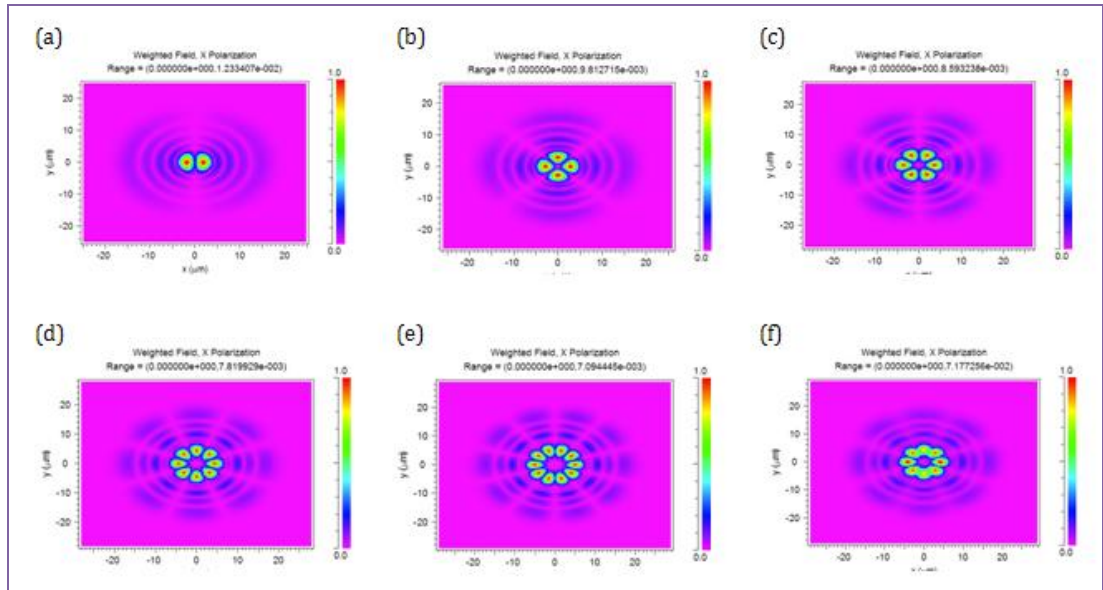 (a)
Weighted Field, X Polarization
Range = (0.000000e+000,1.233407e-002)
1.0
20
10
0
-10
-20
y (μm)
-20 0 20
x (μm)
0.0
(b)
Weighted Field, X Polarization
Range = (0.000000e+000,9.812715e-003)
1.0
20
10
0
-10
-20
y (μm)
-20 -10 0 10 20
0.0
(c)
Weighted Field, X Polarization
Range = (0.000000e+000,8.593238e-003)
1.0
20
10
0
-10
-20
y (μm)
-20 -10 0 10 20
0.0
(d)
Weighted Field, X Polarization
Range = (0.000000e+000,7.819929e-003)
1.0
20
10
0
-10
-20
y (μm)
-20 -10 0 10 20
0.0
(e)
Weighted Field, X Polarization
Range = (0.000000e+000,7.094445e-003)
1.0
20
10
0
-10
-20
y (μm)
-20 -10 0 10 20
0.0
(f)
Weighted Field, X Polarization
Range = (0.000000e+000,7.177256e-002)
1.0
20
10
0
-10
-20
y (μm)
-20 -10 0 10 20
0.0